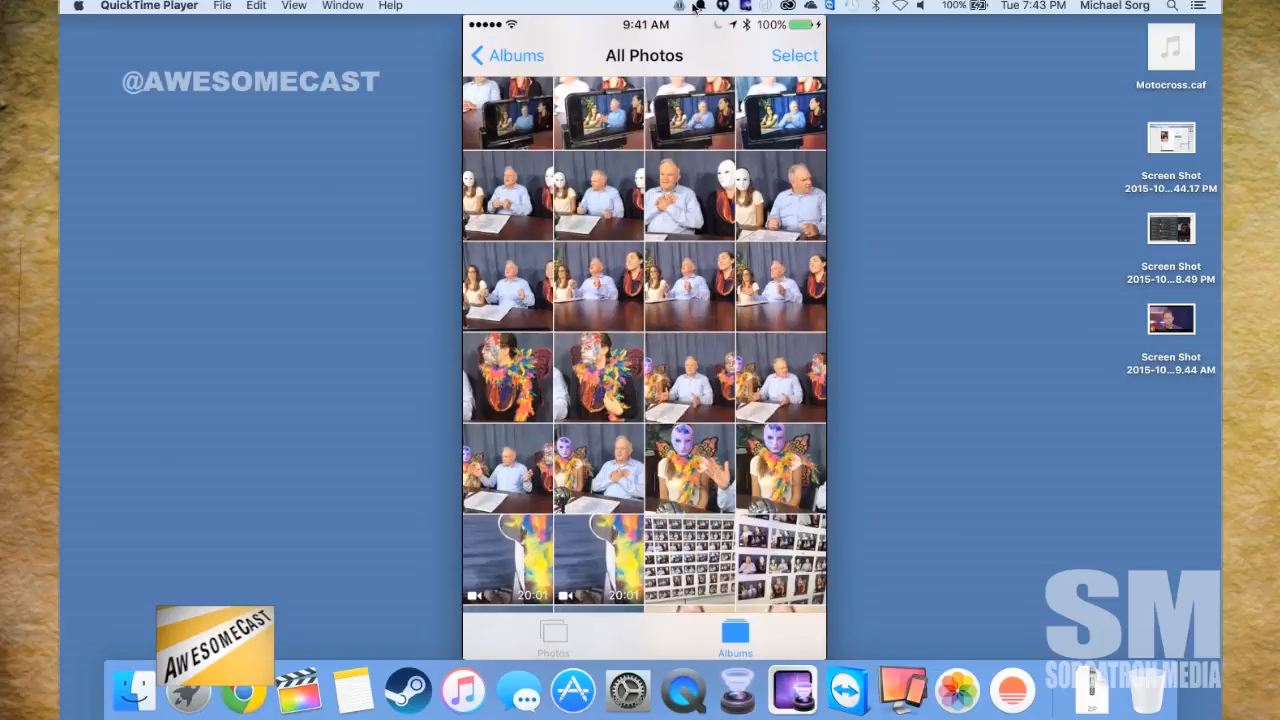 QuickTime Player File Edit View Window Help
100% Tue 7:43 PM Michael Sorg
9:41 AM 100%
Albums All Photos Select
@AWESOMECAST
Motocross.caf
Screen Shot
2015-10...44.17 PM
Screen Shot
2015-10...8.49 PM
Screen Shot
2015-10...9.44 AM
20:01 20:01
Photos Albums
AWESOMECAST
SM
SORGATRON MEDIA
ZIP